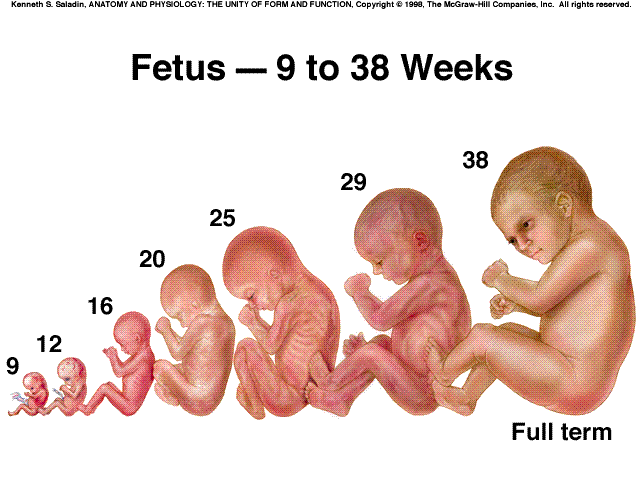 Kenneth S. Saladin, ANATOMY AND PHYSIOLOGY: THE UNITY OF FORM AND FUNCTION, Copyright © 1998, The McGraw-Hill Companies, Inc. All rights reserved.
Fetus — 9 to 38 Weeks
9
12
16
20
25
29
38
Full term